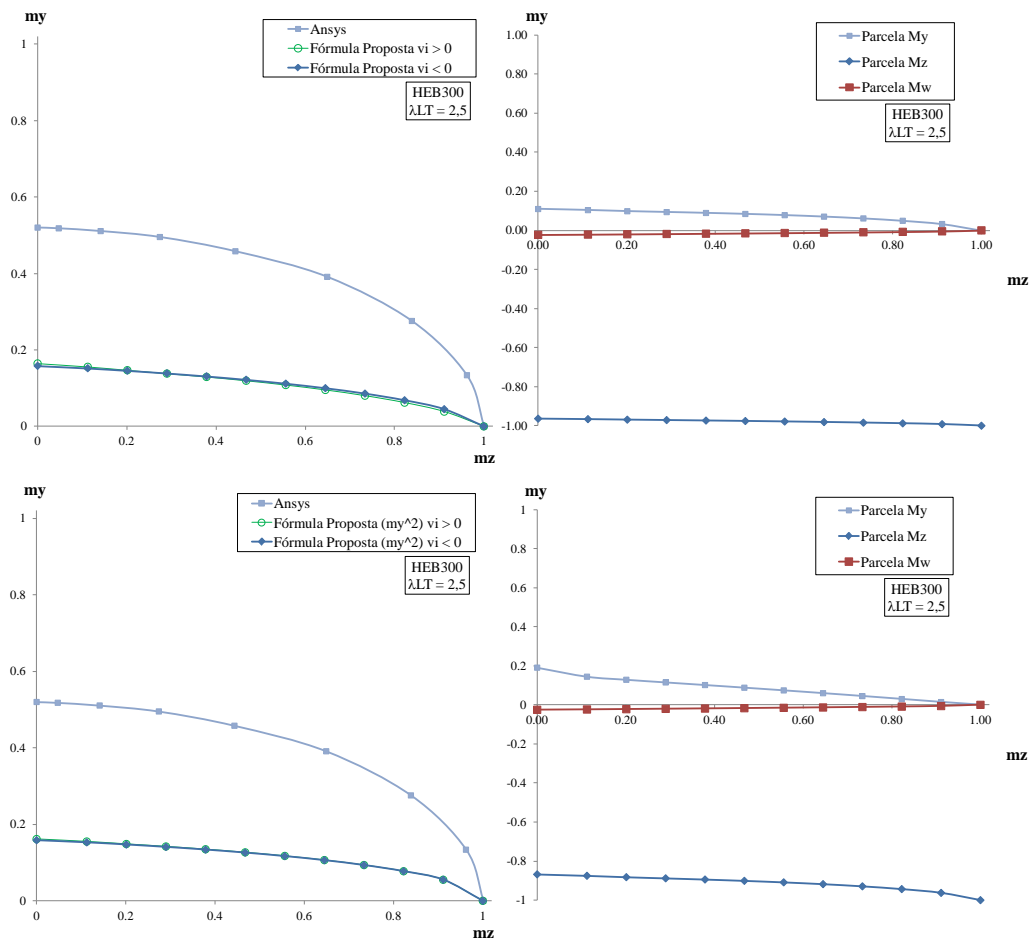 my
Ansys
Fórmula Proposta vi > 0
Fórmula Proposta vi < 0
HEB300
λLT = 2,5
1
0.8
0.6
0.4
0.2
0
0 0.2 0.4 0.6 0.8 1
mz
my
Parcela My
Parcela Mz
Parcela Mw
HEB300
λLT = 2,5
1.00
0.80
0.60
0.40
0.20
0.00
-0.20
-0.40
-0.60
-0.80
-1.00
0.00 0.20 0.40 0.60 0.80 1.00
mz
my
Ansys
Fórmula Proposta (my^2) vi > 0
Fórmula Proposta (my^2) vi < 0
HEB300
λLT = 2,5
1
0.8
0.6
0.4
0.2
0
0 0.2 0.4 0.6 0.8 1
mz
my
Parcela My
Parcela Mz
Parcela Mw
HEB300
λLT = 2,5
1
0.8
0.6
0.4
0.2
0
-0.2
-0.4
-0.6
-0.8
-1
0.00 0.20 0.40 0.60 0.80 1.00
mz